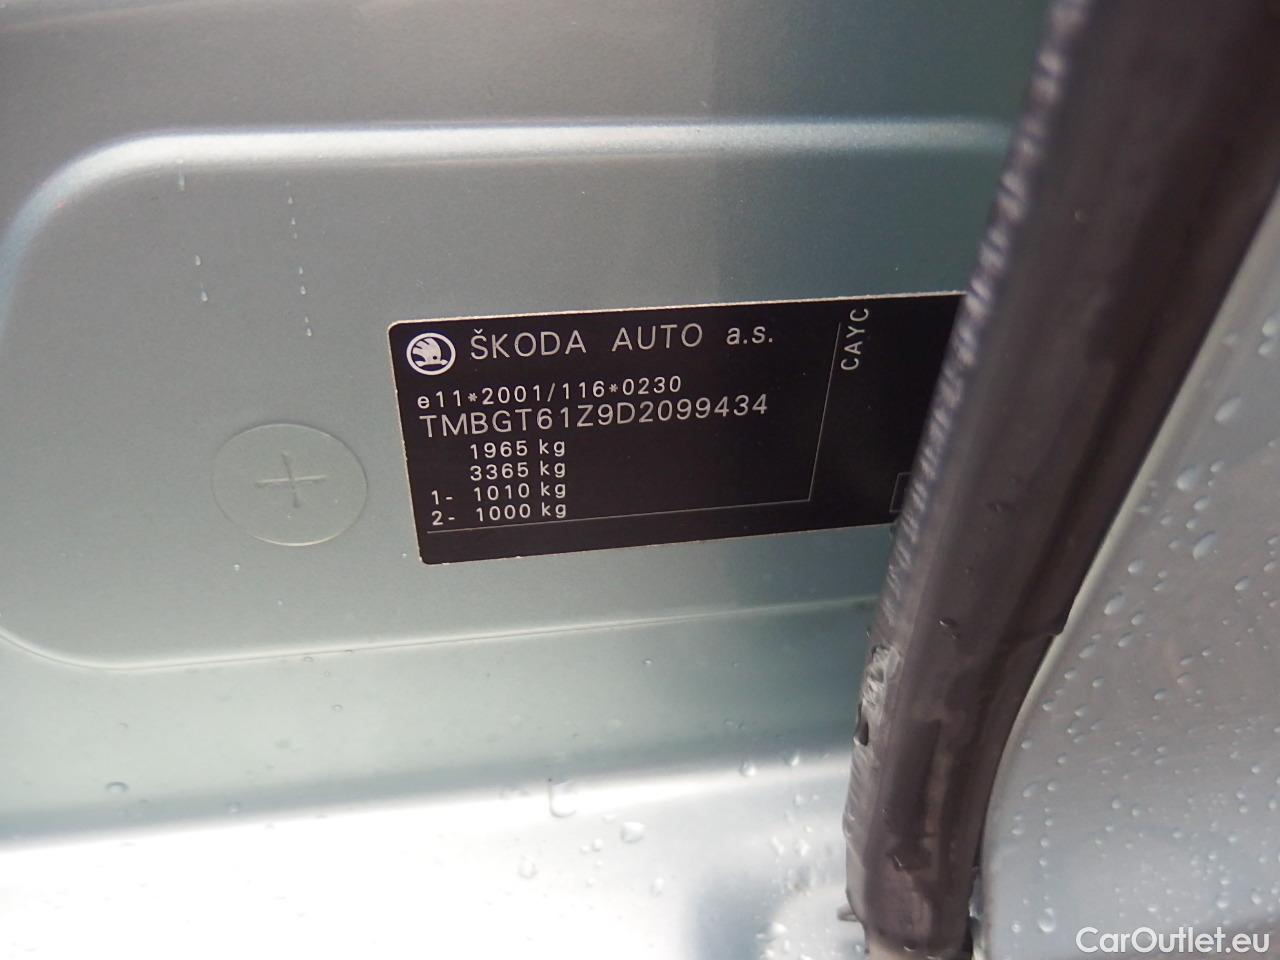 ŠKODA AUTO a.s.
e11*2001/116*0230
TMBGT61Z9D2099434
1965 kg
3365 kg
1- 1010 kg
2- 1000 kg
CAYC
CarOutlet.eu